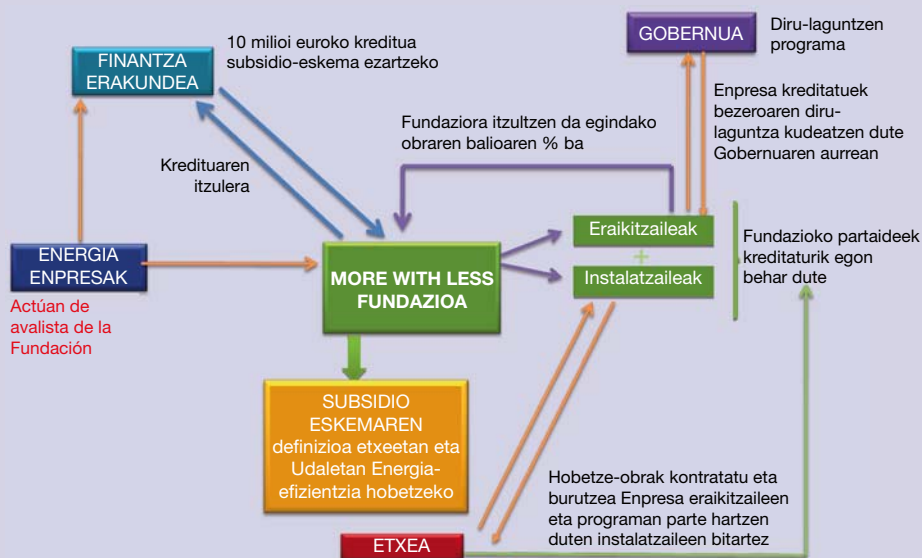 GOBERNUA
Diru-laguntzen
programa
10 milioi euroko kreditua
subsidio-eskema ezartzeko
FINANTZA
ERAKUNDEA
Enpresa kreditatuek
bezeroaren diru-
laguntza kudeatzen dute
Gobernuaren aurrean
Fundaziora da itzultzen da egindako
obraren balioaren % ba
Kredituaren
itzulera
Eraikitzaileak
+
Instalatzaileak
Fundazioko partaideek
kreditaturik egon
behar dute
ENERGIA
ENPRESAK
MORE WITH LESS
FUNDAZIOA
Actúan de
avalista de la
Fundación
SUBSIDIO
ESKEMAREN
definizioa etxeetan eta
Udaletan Energia-
efizientzia hobetzeko
Hobetze-obrak kontratatu eta
burutzea Enpresa eraikitzaileen
eta programan parte hartzen
duten instalatzaileen bitartez
ETXEA